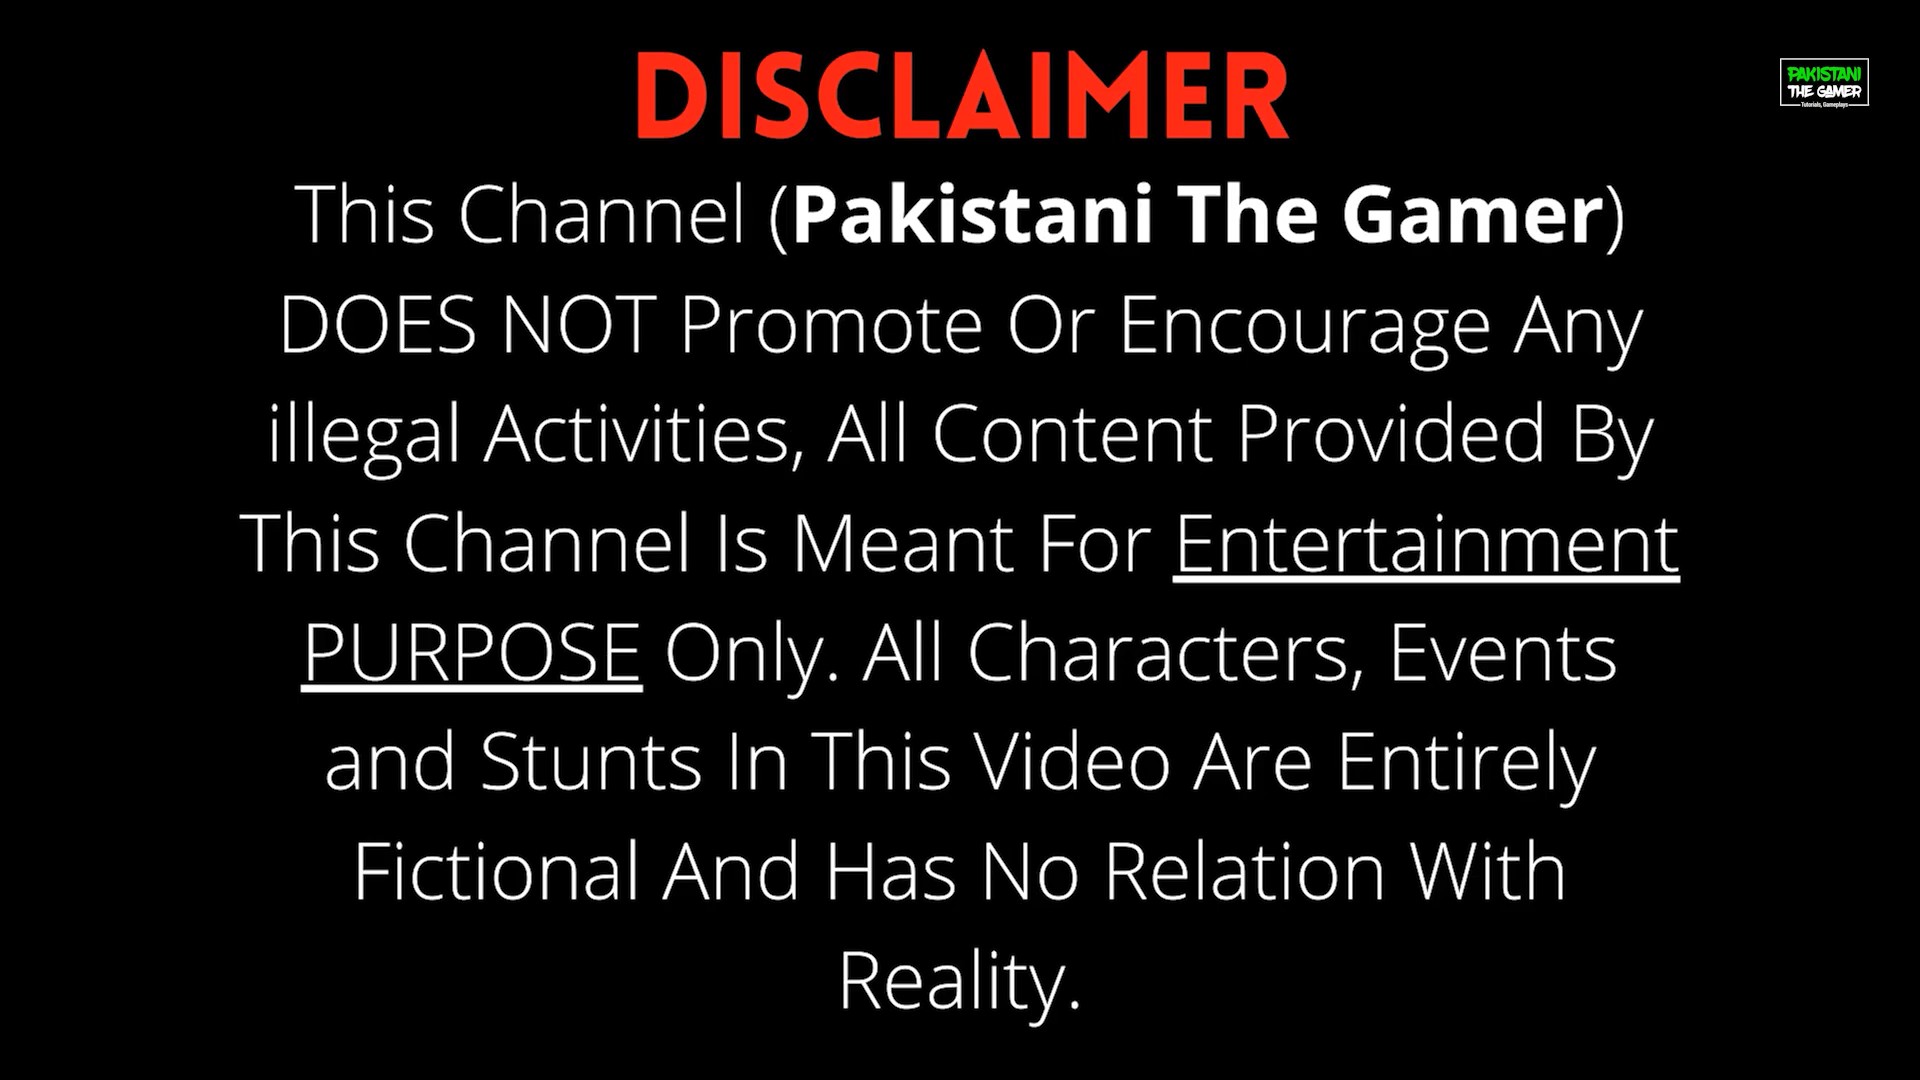 DISCLAIMER
PAKISTANI
THE GAMER
Tutorials, Gameplays
This Channel (Pakistani The Gamer)
DOES NOT Promote Or Encourage Any
illegal Activities, All Content Provided By
This Channel Is Meant For Entertainment
PURPOSE Only. All Characters, Events
and Stunts In This Video Are Entirely
Fictional And Has No Relation With
Reality.